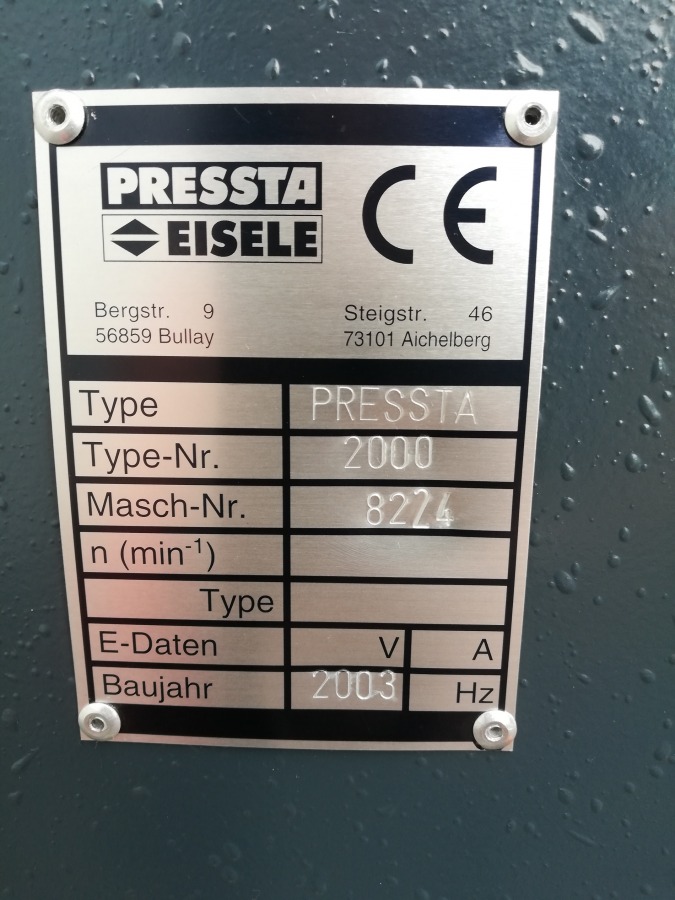 PRESSTA
EISELE
CE
Bergstr. 9
56859 Bullay
Steigstr. 46
73101 Aichelberg
Type PRESSTA
Type-Nr. 2000
Masch-Nr. 8224
n (min⁻¹)
Type
E-Daten V A
Baujahr 2003 Hz